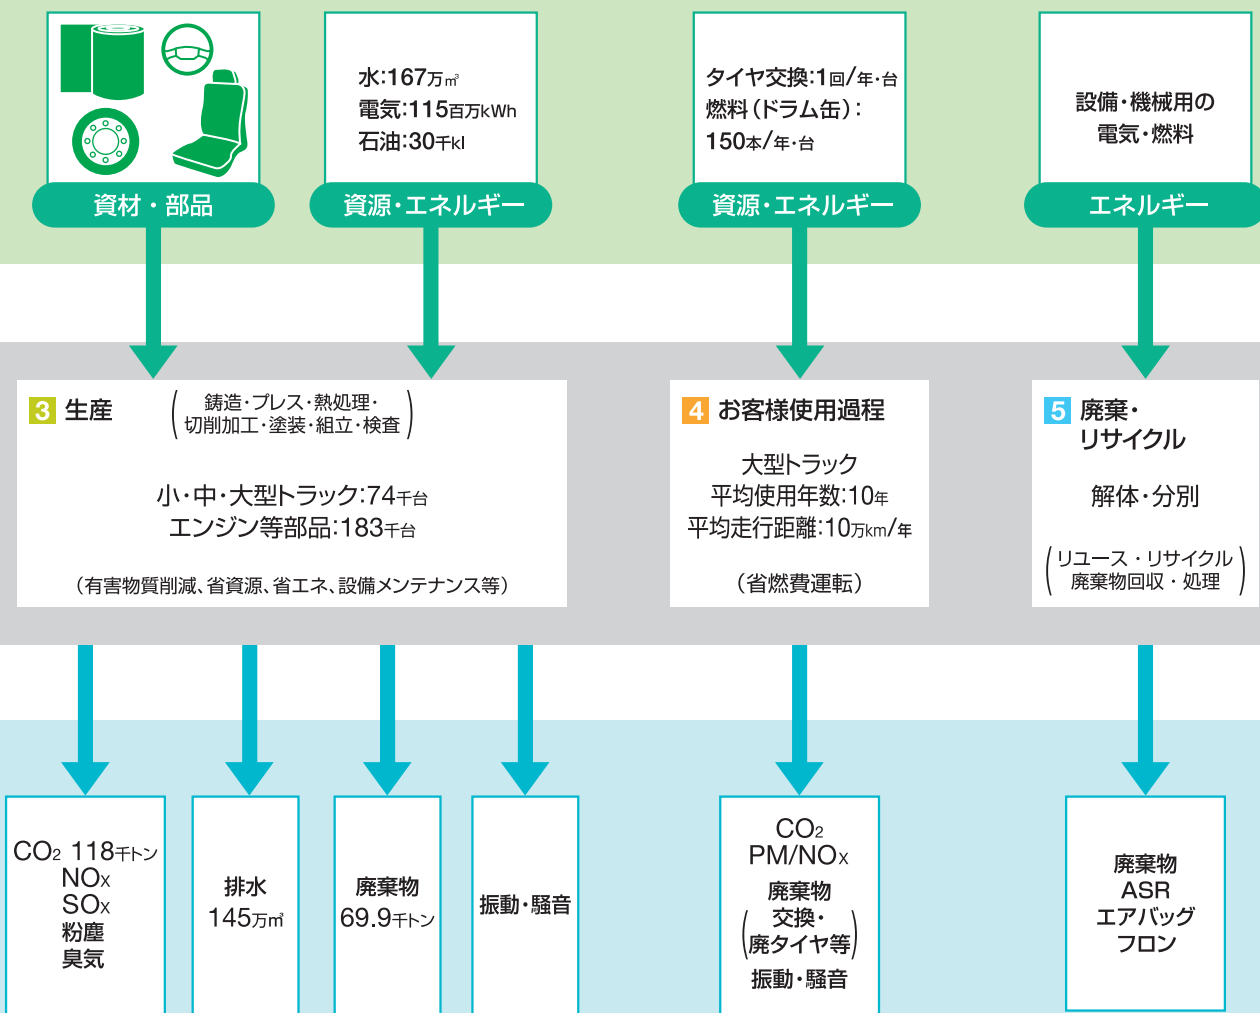 資材・部品
水:167万㎥
電気:115百万kWh
石油:30千kl
資源・エネルギー
タイヤ交換:1回/年・台
燃料(ドラム缶):
150本/年・台
資源・エネルギー
設備・機械用の
電気・燃料
エネルギー
3 生産
(鋳造・プレス・熱処理・
切削加工・塗装・組立・検査)
小・中・大型トラック:74千台
エンジン等部品:183千台
(有害物質削減、省資源、省エネ、設備メンテナンス等)
4 お客様使用過程
大型トラック
平均使用年数:10年
平均走行距離:10万km/年
(省燃費運転)
5 廃棄・
リサイクル
解体・分別
(リユース・リサイクル
廃棄物回収・処理)
CO₂ 118千トン
NOx
SOx
粉塵
臭気
排水
145万㎥
廃棄物
69.9千トン
振動・騒音
CO₂
PM/NOx
廃棄物
(交換・
廃タイヤ等)
振動・騒音
廃棄物
ASR
エアバッグ
フロン